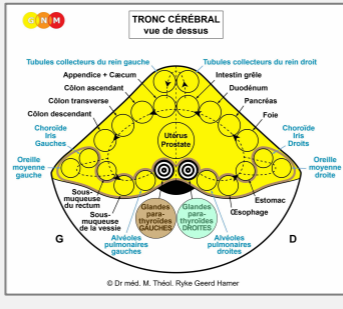 GNM
TRONC CÉRÉBRAL
vue de dessus
Tubules collecteurs du rein gauche
Tubules collecteurs du rein droit
Appendice + Cæcum
Intestin grêle
Côlon ascendant
Duodénum
Côlon transverse
Pancréas
Côlon descendant
Foie
Choroïde
Iris
Gauches
Choroïde
Iris
Droits
Utérus
Prostate
Oreille
moyenne
gauche
Oreille
moyenne
droite
Sous-
muqueuse
du rectum
Estomac
Sous-
muqueuse
de la vessie
Œsophage
Glandes
para-
thyroïdes
GAUCHES
Glandes
para-
thyroïdes
DROITES
Alvéoles
pulmonaires
gauches
Alvéoles
pulmonaires
droites
G
D
© Dr méd. M. Théol. Ryke Geerd Hamer